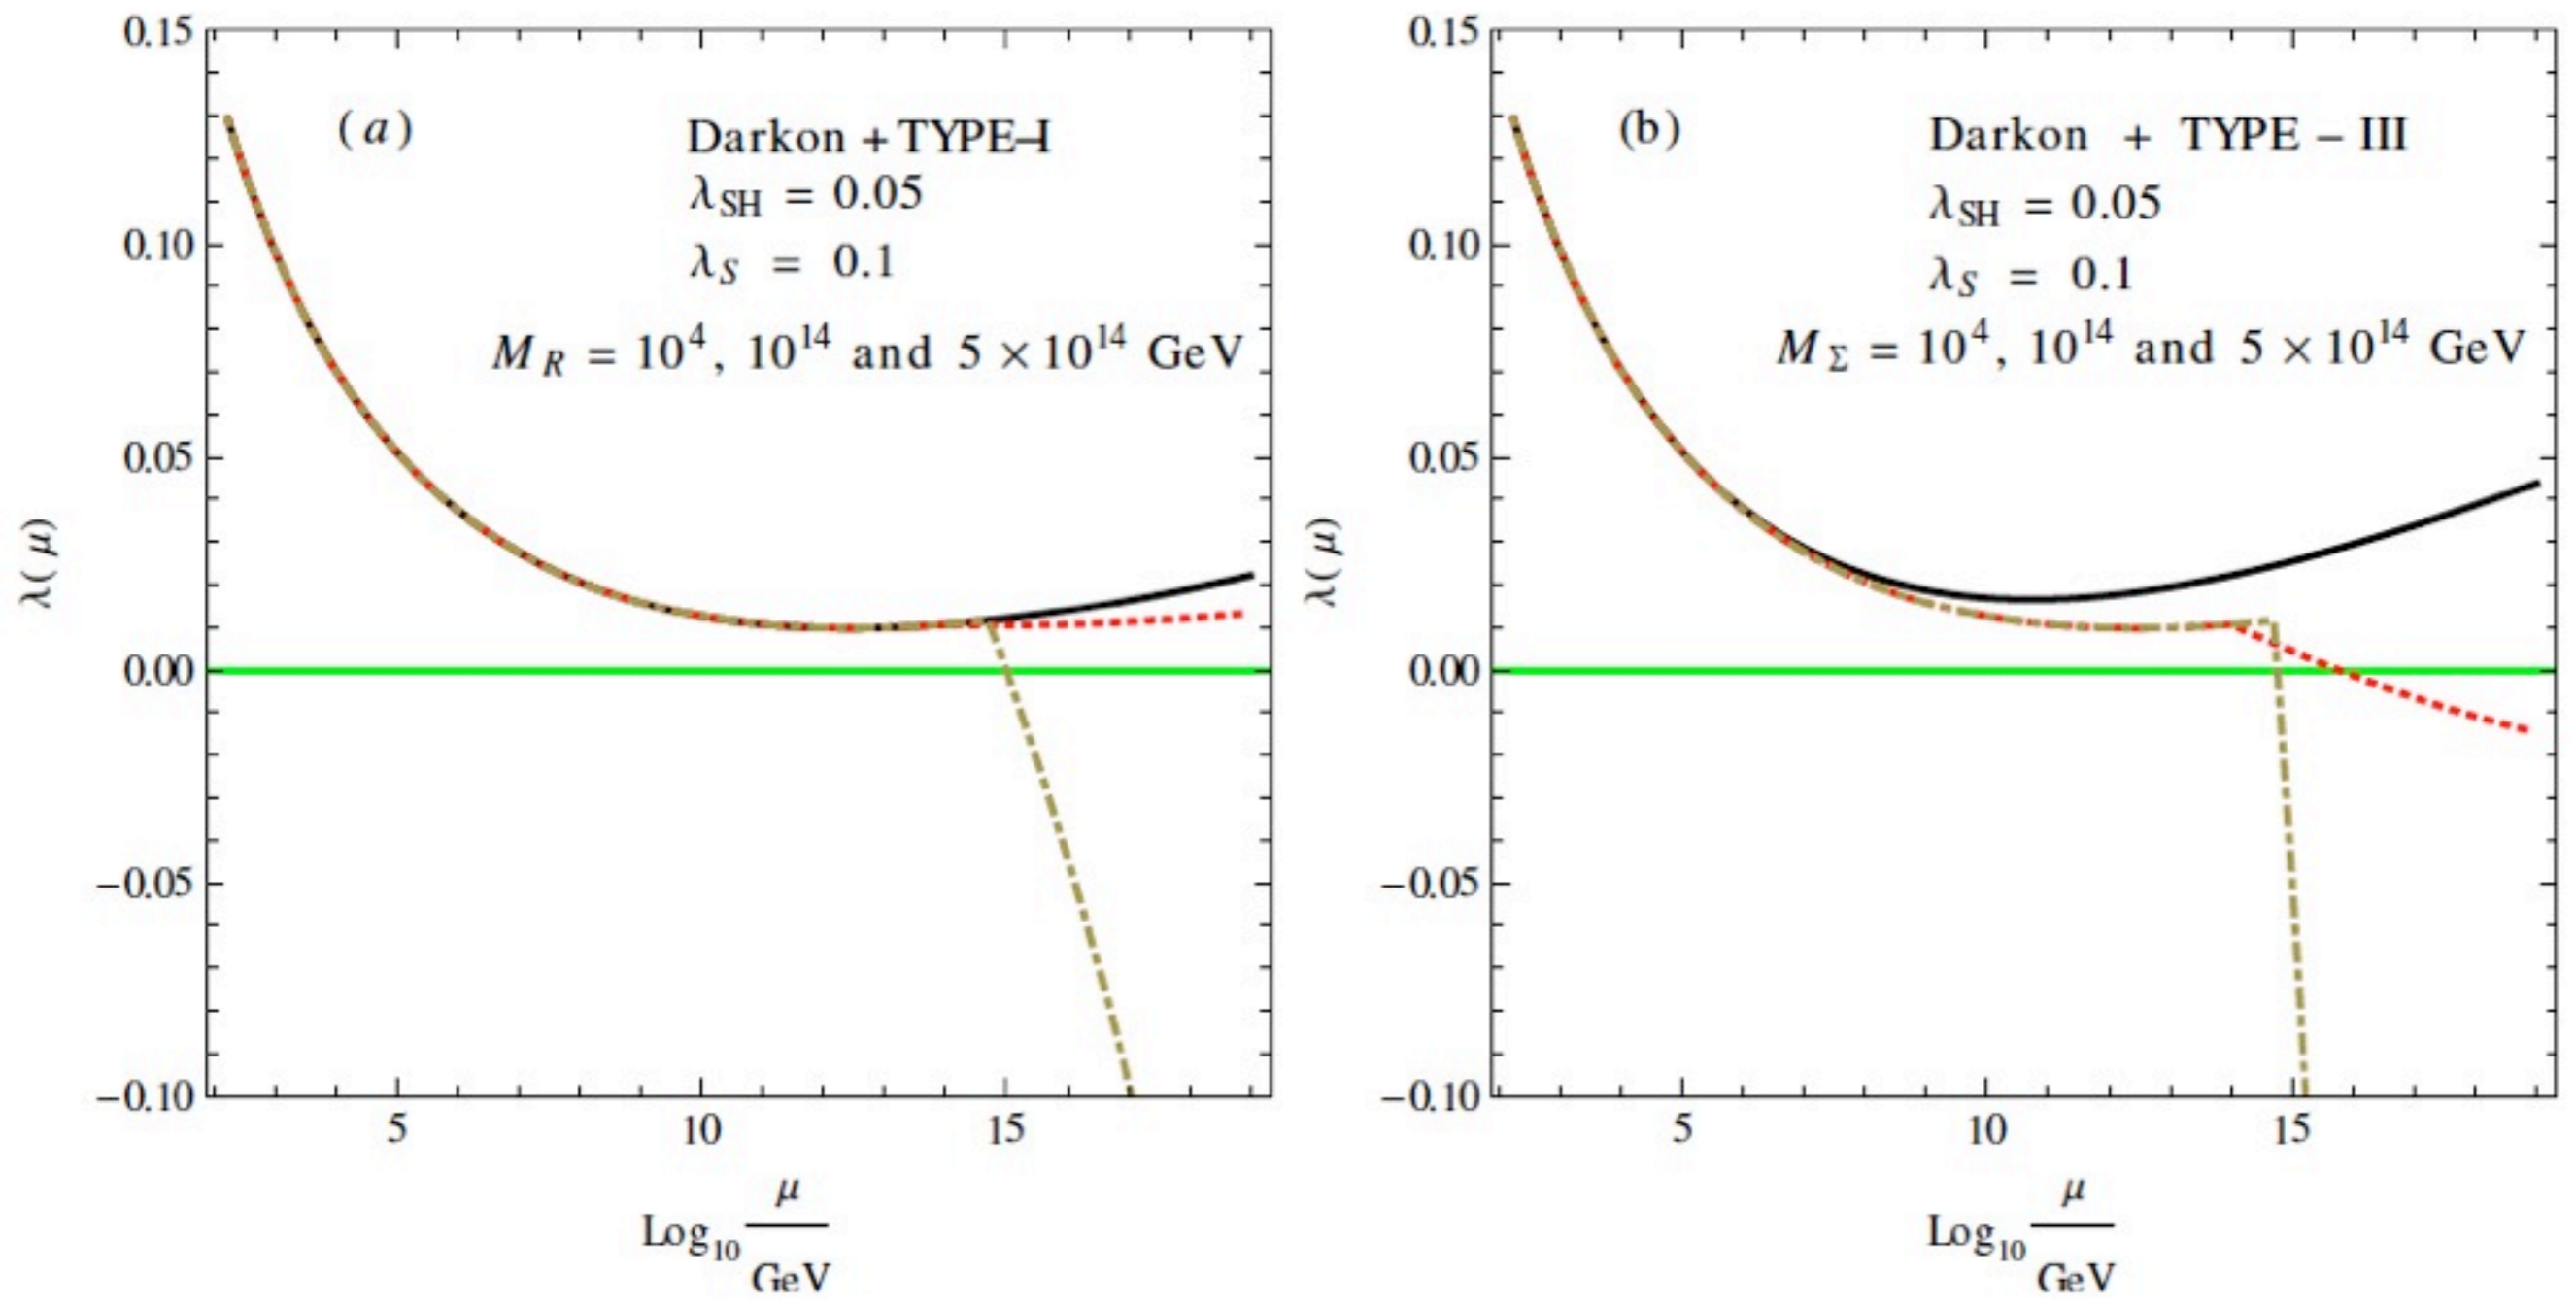 0.15
0.10
0.05
0.00
−0.05
−0.10
λ( μ)
(a)
Darkon + TYPE–I
λSH = 0.05
λS = 0.1
MR = 10^4, 10^14 and 5 × 10^14 GeV
5 10 15
Log10 μ
GeV
0.15
0.10
0.05
0.00
−0.05
−0.10
λ( μ)
(b)
Darkon + TYPE – III
λSH = 0.05
λS = 0.1
MΣ = 10^4, 10^14 and 5 × 10^14 GeV
5 10 15
Log10 μ
GeV